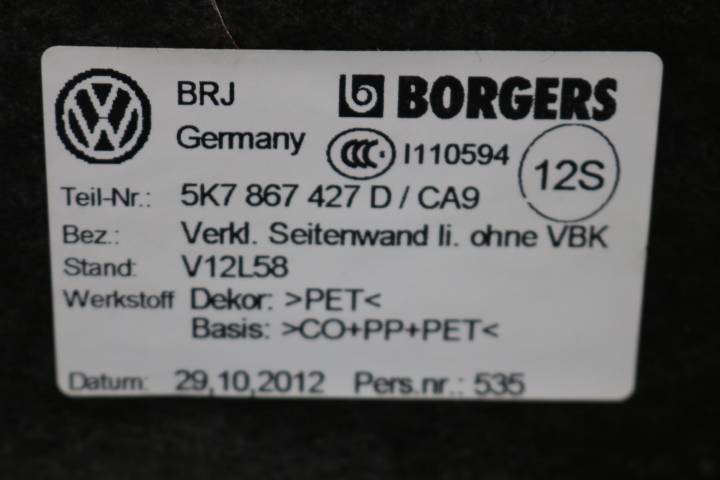 BRJ BORGERS
Germany CCC I110594 12S
Teil-Nr.: 5K7 867 427 D / CA9
Bez.: Verkl. Seitenwand li. ohne VBK
Stand: V12L58
Werkstoff Dekor: >PET<
Basis: >CO+PP+PET<
Datum: 29,10,2012 Pers.nr.: 535